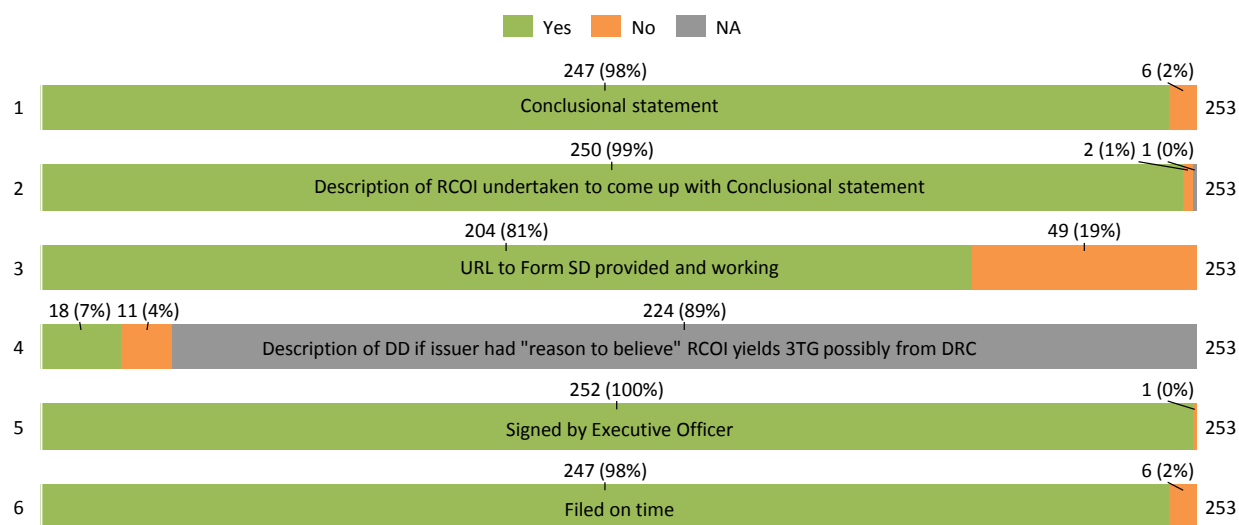 Yes No NA
247 (98%) 6 (2%)
1 Conclusional statement 253
250 (99%) 2 (1%) 1 (0%)
2 Description of RCOI undertaken to come up with Conclusional statement 253
204 (81%) 49 (19%)
3 URL to Form SD provided and working 253
18 (7%) 11 (4%) 224 (89%)
4 Description of DD if issuer had "reason to believe" RCOI yields 3TG possibly from DRC 253
252 (100%) 1 (0%)
5 Signed by Executive Officer 253
247 (98%) 6 (2%)
6 Filed on time 253